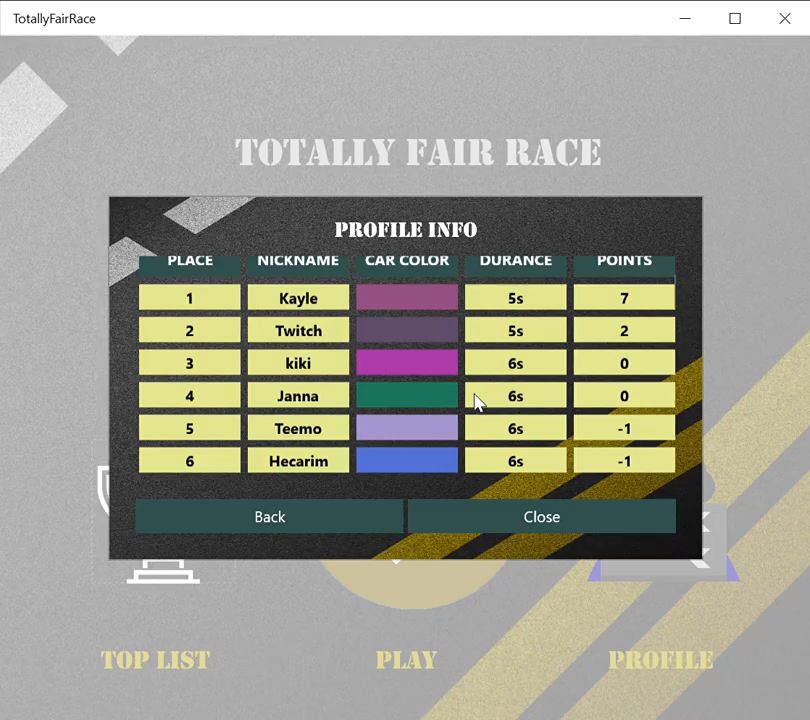 TotallyFairRace
TOTALLY FAIR RACE
PROFILE INFO
PLACE NICKNAME CAR COLOR DURANCE POINTS
1 Kayle 5s 7
2 Twitch 5s 2
3 kiki 6s 0
4 Janna 6s 0
5 Teemo 6s -1
6 Hecarim 6s -1
Back Close
TOP LIST PLAY PROFILE